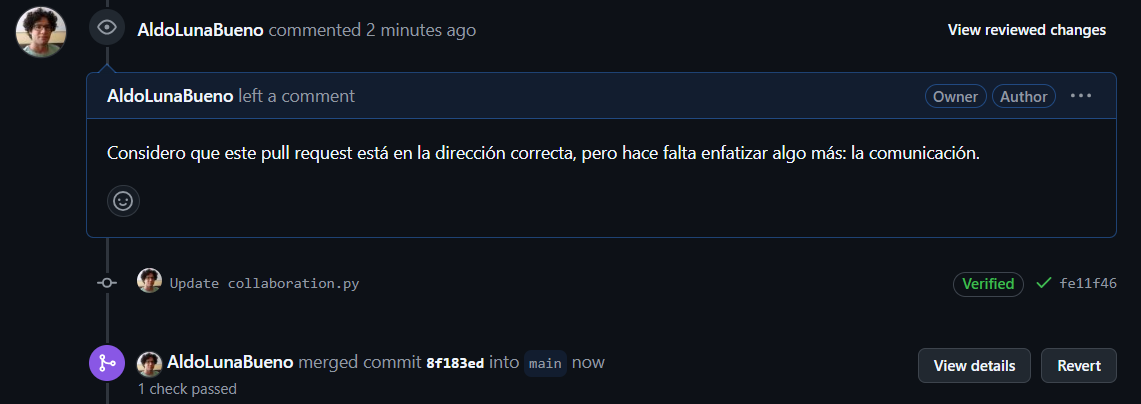 AldoLunaBueno commented 2 minutes ago View reviewed changes
AldoLunaBueno left a comment Owner Author ···
Considero que este pull request está en la dirección correcta, pero hace falta enfatizar algo más: la comunicación.
Update collaboration.py Verified fe11f46
AldoLunaBueno merged commit 8f183ed into main now View details Revert
1 check passed